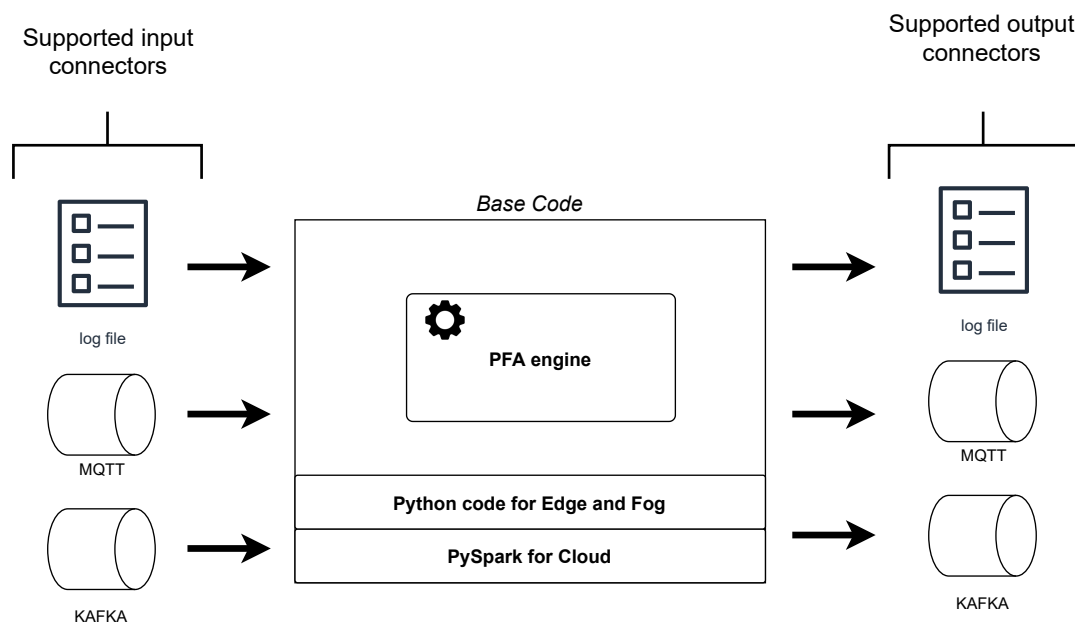 Supported input
connectors
Supported output
connectors
Base Code
log file
PFA engine
log file
MQTT
MQTT
Python code for Edge and Fog
PySpark for Cloud
KAFKA
KAFKA